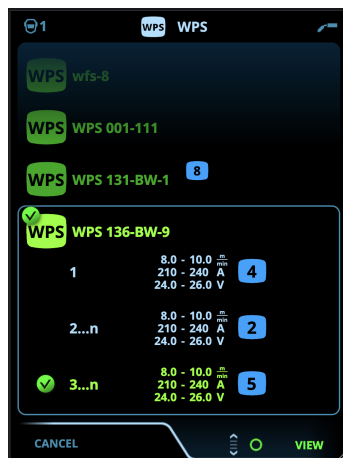 1 WPS WPS
WPS wfs-8
WPS WPS 001-111
WPS WPS 131-BW-1 8
WPS WPS 136-BW-9
1 8.0 - 10.0 m/min 4
210 - 240 A
24.0 - 26.0 V
2...n 8.0 - 10.0 m/min 2
210 - 240 A
24.0 - 26.0 V
3...n 8.0 - 10.0 m/min 5
210 - 240 A
24.0 - 26.0 V
CANCEL VIEW